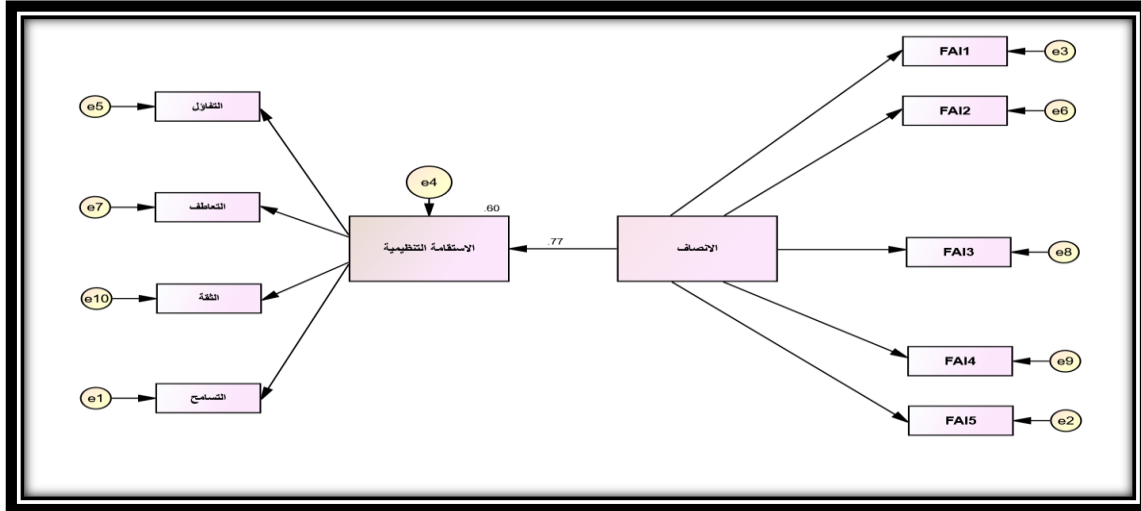 FAI1
e3
e5
التفاؤل
FAI2
e6
e4
e7
التعاطف
.60
الاستقامة التنظيمية
.77
الانصاف
FAI3
e8
e10
الثقة
FAI4
e9
e1
التسامح
FAI5
e2